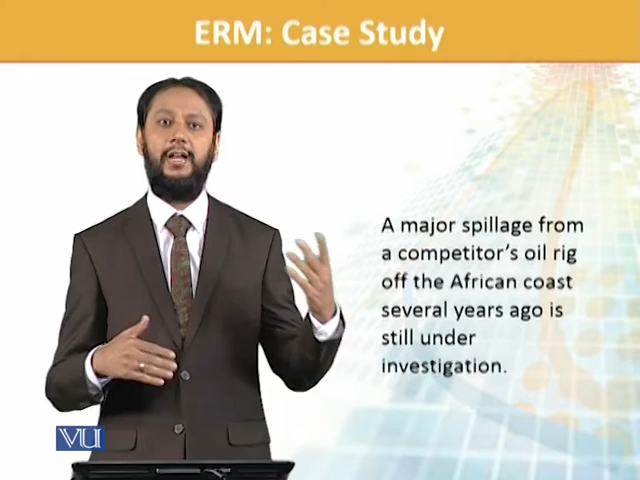 ERM: Case Study
A major spillage from
a competitor's oil rig
off the African coast
several years ago is
still under
investigation.
VU